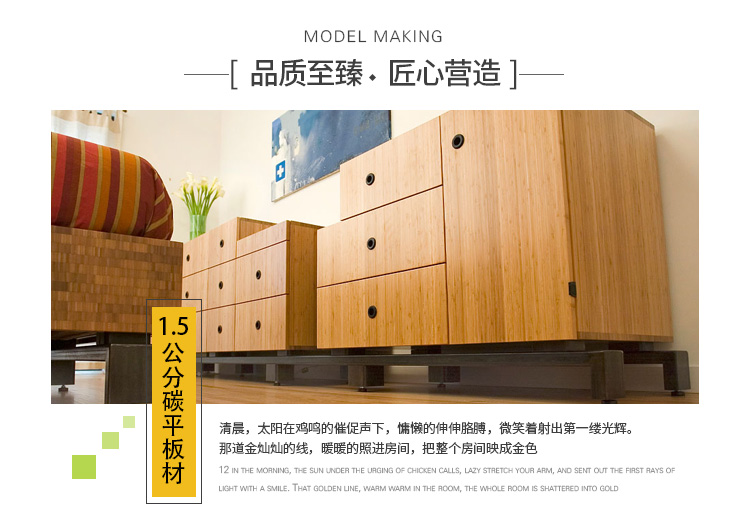 MODEL MAKING
[ 品质至臻 · 匠心营造 ]
1.5公分碳平板材
清晨，太阳在鸡鸣的催促声下，慵懒的伸伸胳膊，微笑着射出第一缕光辉。
那道金灿灿的线，暖暖的照进房间，把整个房间映成金色
12 IN THE MORNING, THE SUN UNDER THE URGING OF CHICKEN CALLS, LAZY STRETCH YOUR ARM, AND SENT OUT THE FIRST RAYS OF
LIGHT WITH A SMILE. THAT GOLDEN LINE, WARM WARM IN THE ROOM, THE WHOLE ROOM IS SHATTERED INTO GOLD